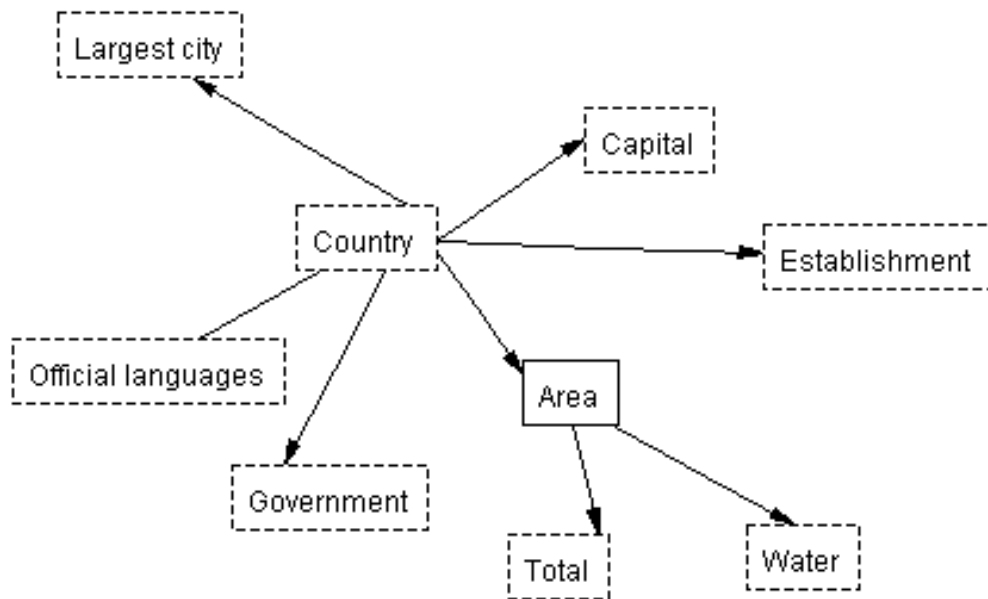 Largest city
Capital
Country
Establishment
Official languages
Area
Government
Total
Water